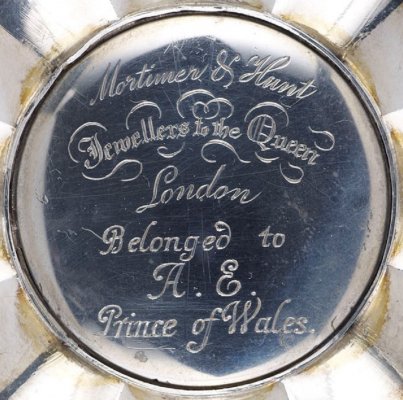 Mortimer & Hunt
Jewellers to the Queen
London
Belonged to
A. E.
Prince of Wales.